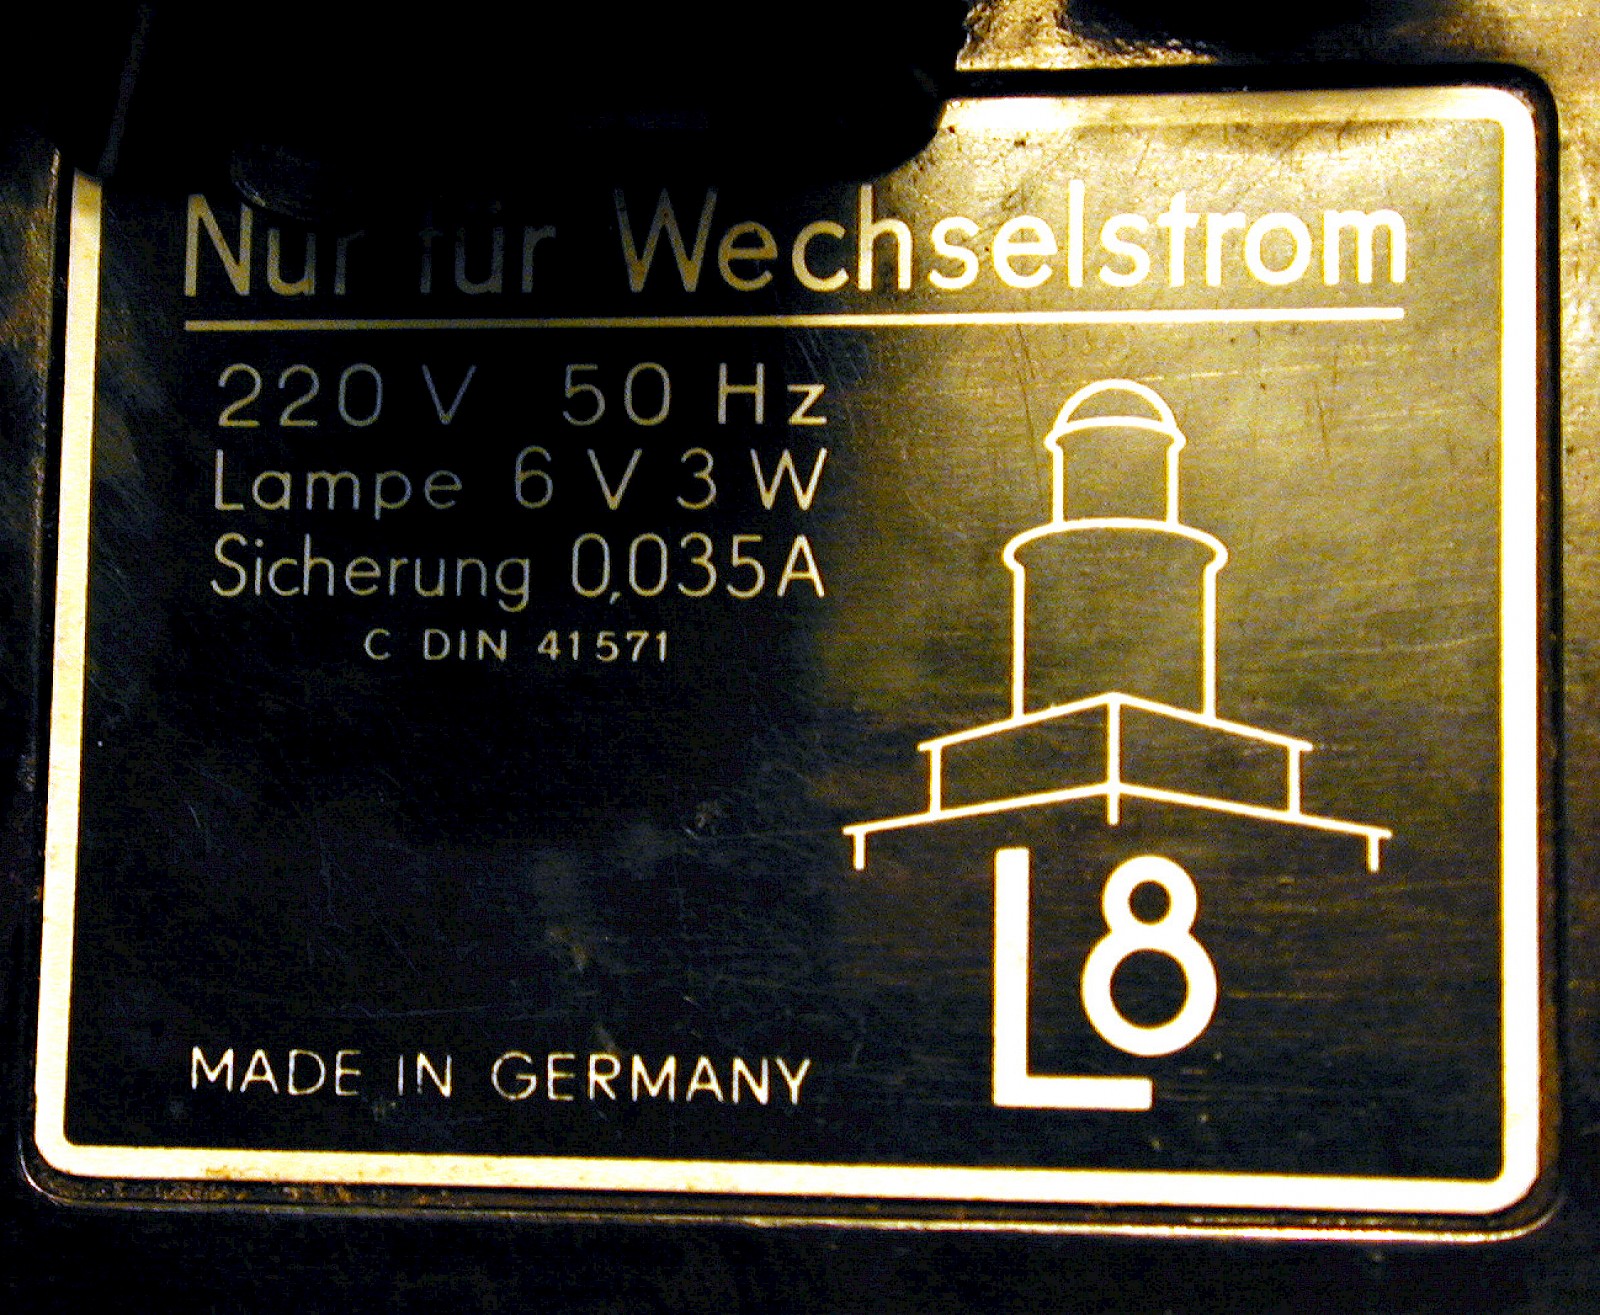 Nur für Wechselstrom
220 V 50 Hz
Lampe 6 V 3 W
Sicherung 0,035A
C DIN 41571
L8
MADE IN GERMANY